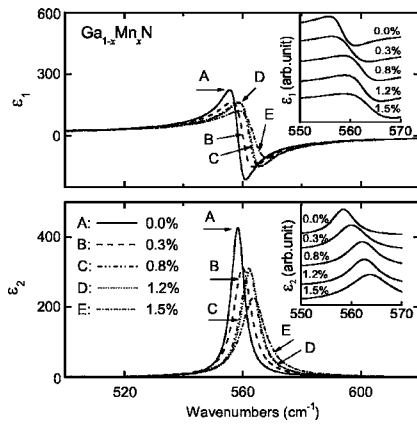 Ga1-xMnxN
600
300
0
-300
ε1
A
D
B
C
E
ε1 (arb.unit)
0.0%
0.3%
0.8%
1.2%
1.5%
550 560 570
A: 0.0%
B: 0.3%
C: 0.8%
D: 1.2%
E: 1.5%
400
200
0
ε2
A
B
C
E
D
ε2 (arb.unit)
0.0%
0.3%
0.8%
1.2%
1.5%
550 560 570
520 560 600
Wavenumbers (cm-1)